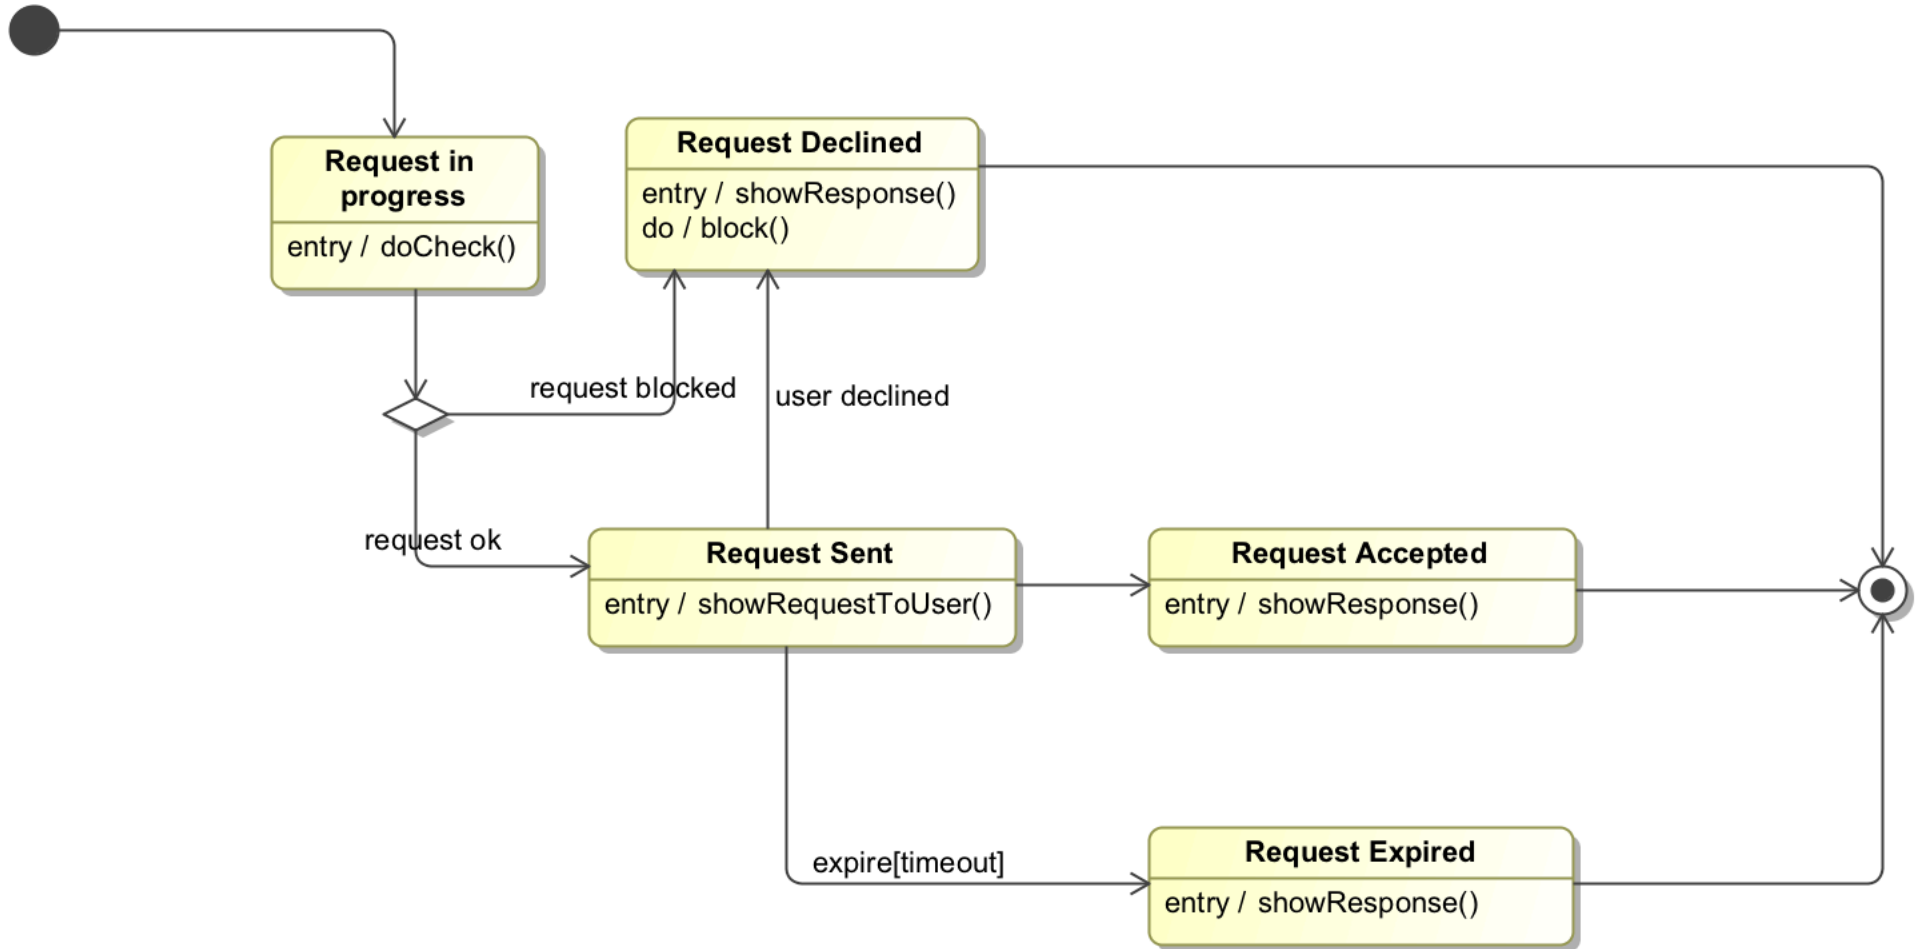 Request in
progress
entry / doCheck()
Request Declined
entry / showResponse()
do / block()
request blocked
user declined
request ok
Request Sent
entry / showRequestToUser()
Request Accepted
entry / showResponse()
expire[timeout]
Request Expired
entry / showResponse()